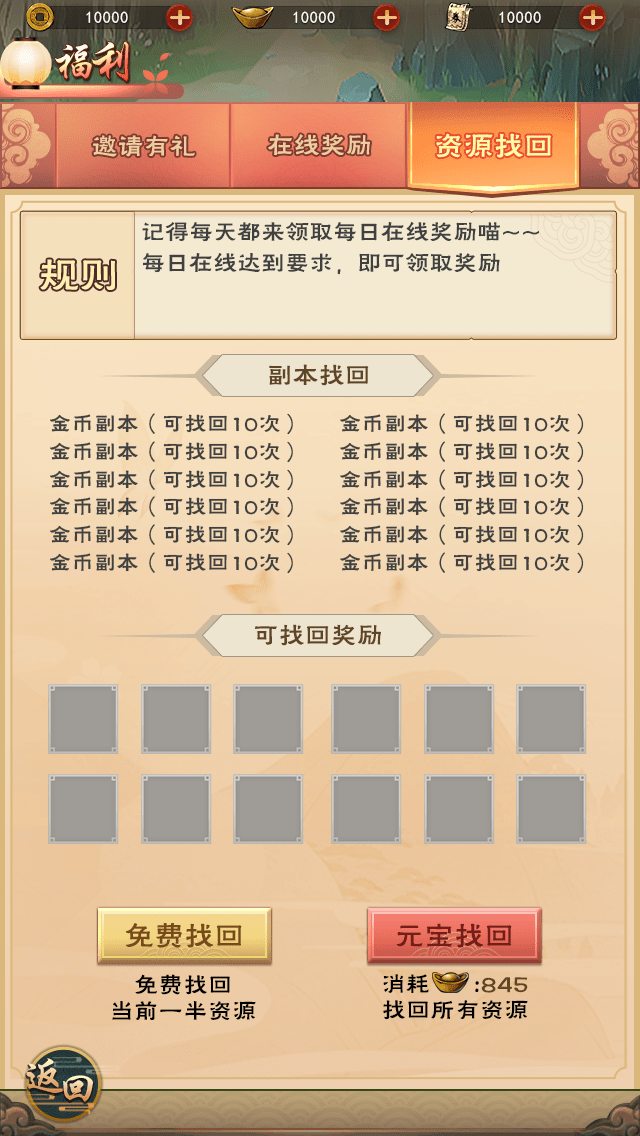 10000 10000 10000
福利
邀请有礼 在线奖励 资源找回
规则
记得每天都来领取每日在线奖励喵~~
每日在线达到要求，即可领取奖励
副本找回
金币副本（可找回10次） 金币副本（可找回10次）
金币副本（可找回10次） 金币副本（可找回10次）
金币副本（可找回10次） 金币副本（可找回10次）
金币副本（可找回10次） 金币副本（可找回10次）
金币副本（可找回10次） 金币副本（可找回10次）
金币副本（可找回10次） 金币副本（可找回10次）
可找回奖励
免费找回 元宝找回
免费找回 消耗:845
当前一半资源 找回所有资源
返回